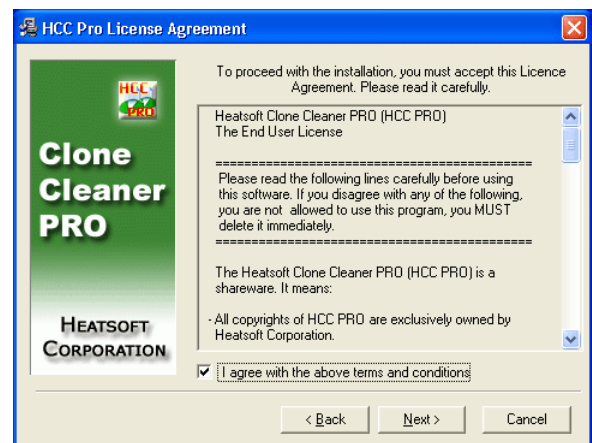 HCC Pro License Agreement
HCC
PRO
Clone
Cleaner
PRO
HEATSOFT
CORPORATION
To proceed with the installation, you must accept this Licence
Agreement. Please read it carefully.
Heatsoft Clone Cleaner PRO (HCC PRO)
The End User License
==============================================
Please read the following lines carefully before using
this software. If you disagree with any of the following,
you are not allowed to use this program, you MUST
delete it immediately.
==============================================
The Heatsoft Clone Cleaner PRO (HCC PRO) is a
shareware. It means:
- All copyrights of HCC PRO are exclusively owned by
Heatsoft Corporation.
I agree with the above terms and conditions
< Back
Next >
Cancel